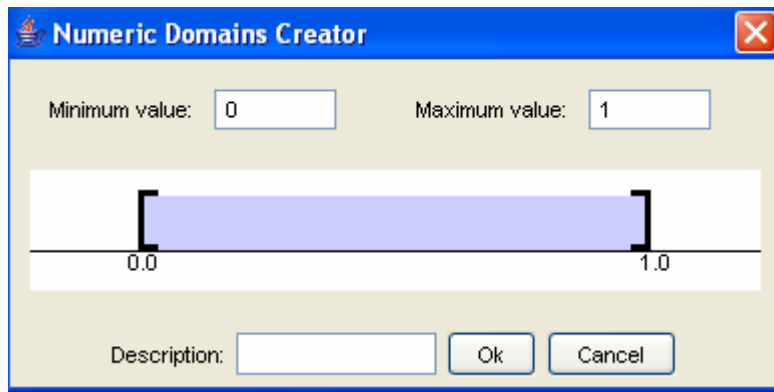 Numeric Domains Creator
Minimum value: 0 Maximum value: 1
0.0 1.0
Description: Ok Cancel